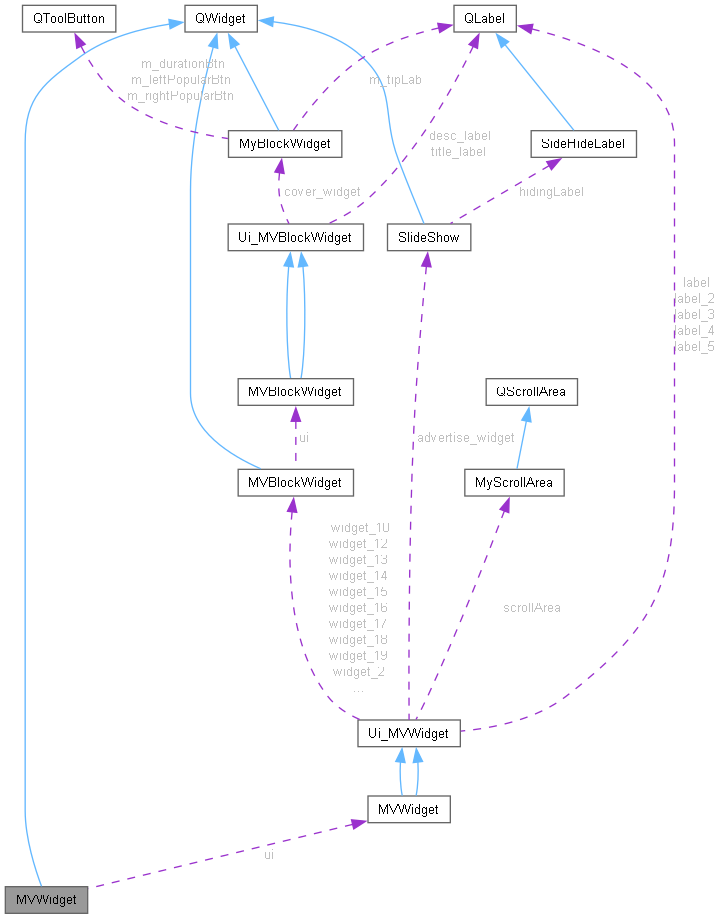 QToolButton
QWidget
QLabel
m_durationBtn
m_leftPopularBtn
m_rightPopularBtn
m_tipLab
MyBlockWidget
desc_label
title_label
SideHideLabel
cover_widget
hidingLabel
Ui_MVBlockWidget
SlideShow
label
label_2
label_3
label_4
label_5
MVBlockWidget
QScrollArea
ui
advertise_widget
MVBlockWidget
MyScrollArea
widget_10
widget_12
widget_13
widget_14
widget_15
widget_16
widget_17
widget_18
widget_19
widget_2
...
scrollArea
Ui_MVWidget
MVWidget
ui
MVWidget